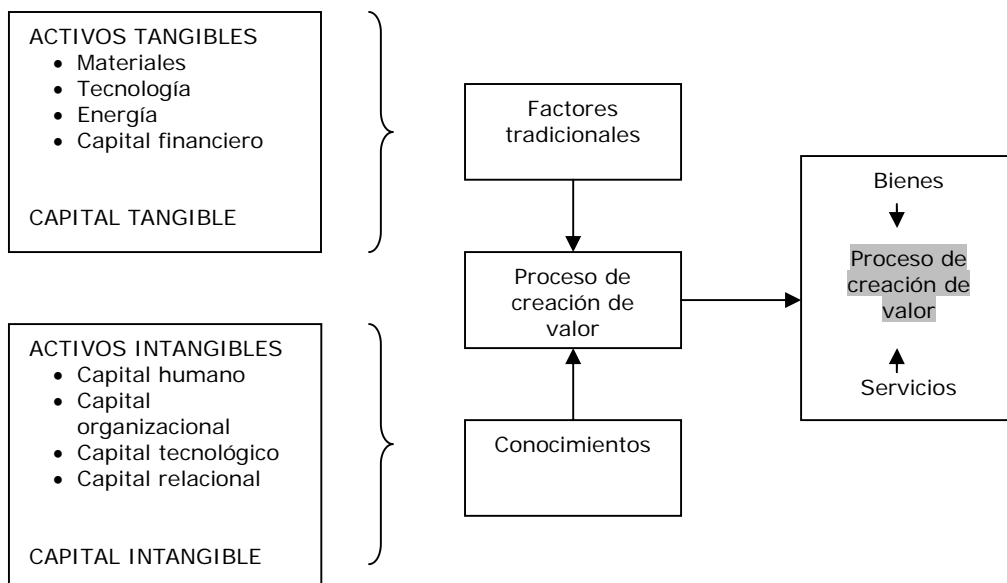 ACTIVOS TANGIBLES
• Materiales
• Tecnología
• Energía
• Capital financiero
CAPITAL TANGIBLE
ACTIVOS INTANGIBLES
• Capital humano
• Capital
organizacional
• Capital tecnológico
• Capital relacional
CAPITAL INTANGIBLE
Factores
tradicionales
Proceso de
creación de
valor
Conocimientos
Bienes
Proceso de
creación de
valor
Servicios